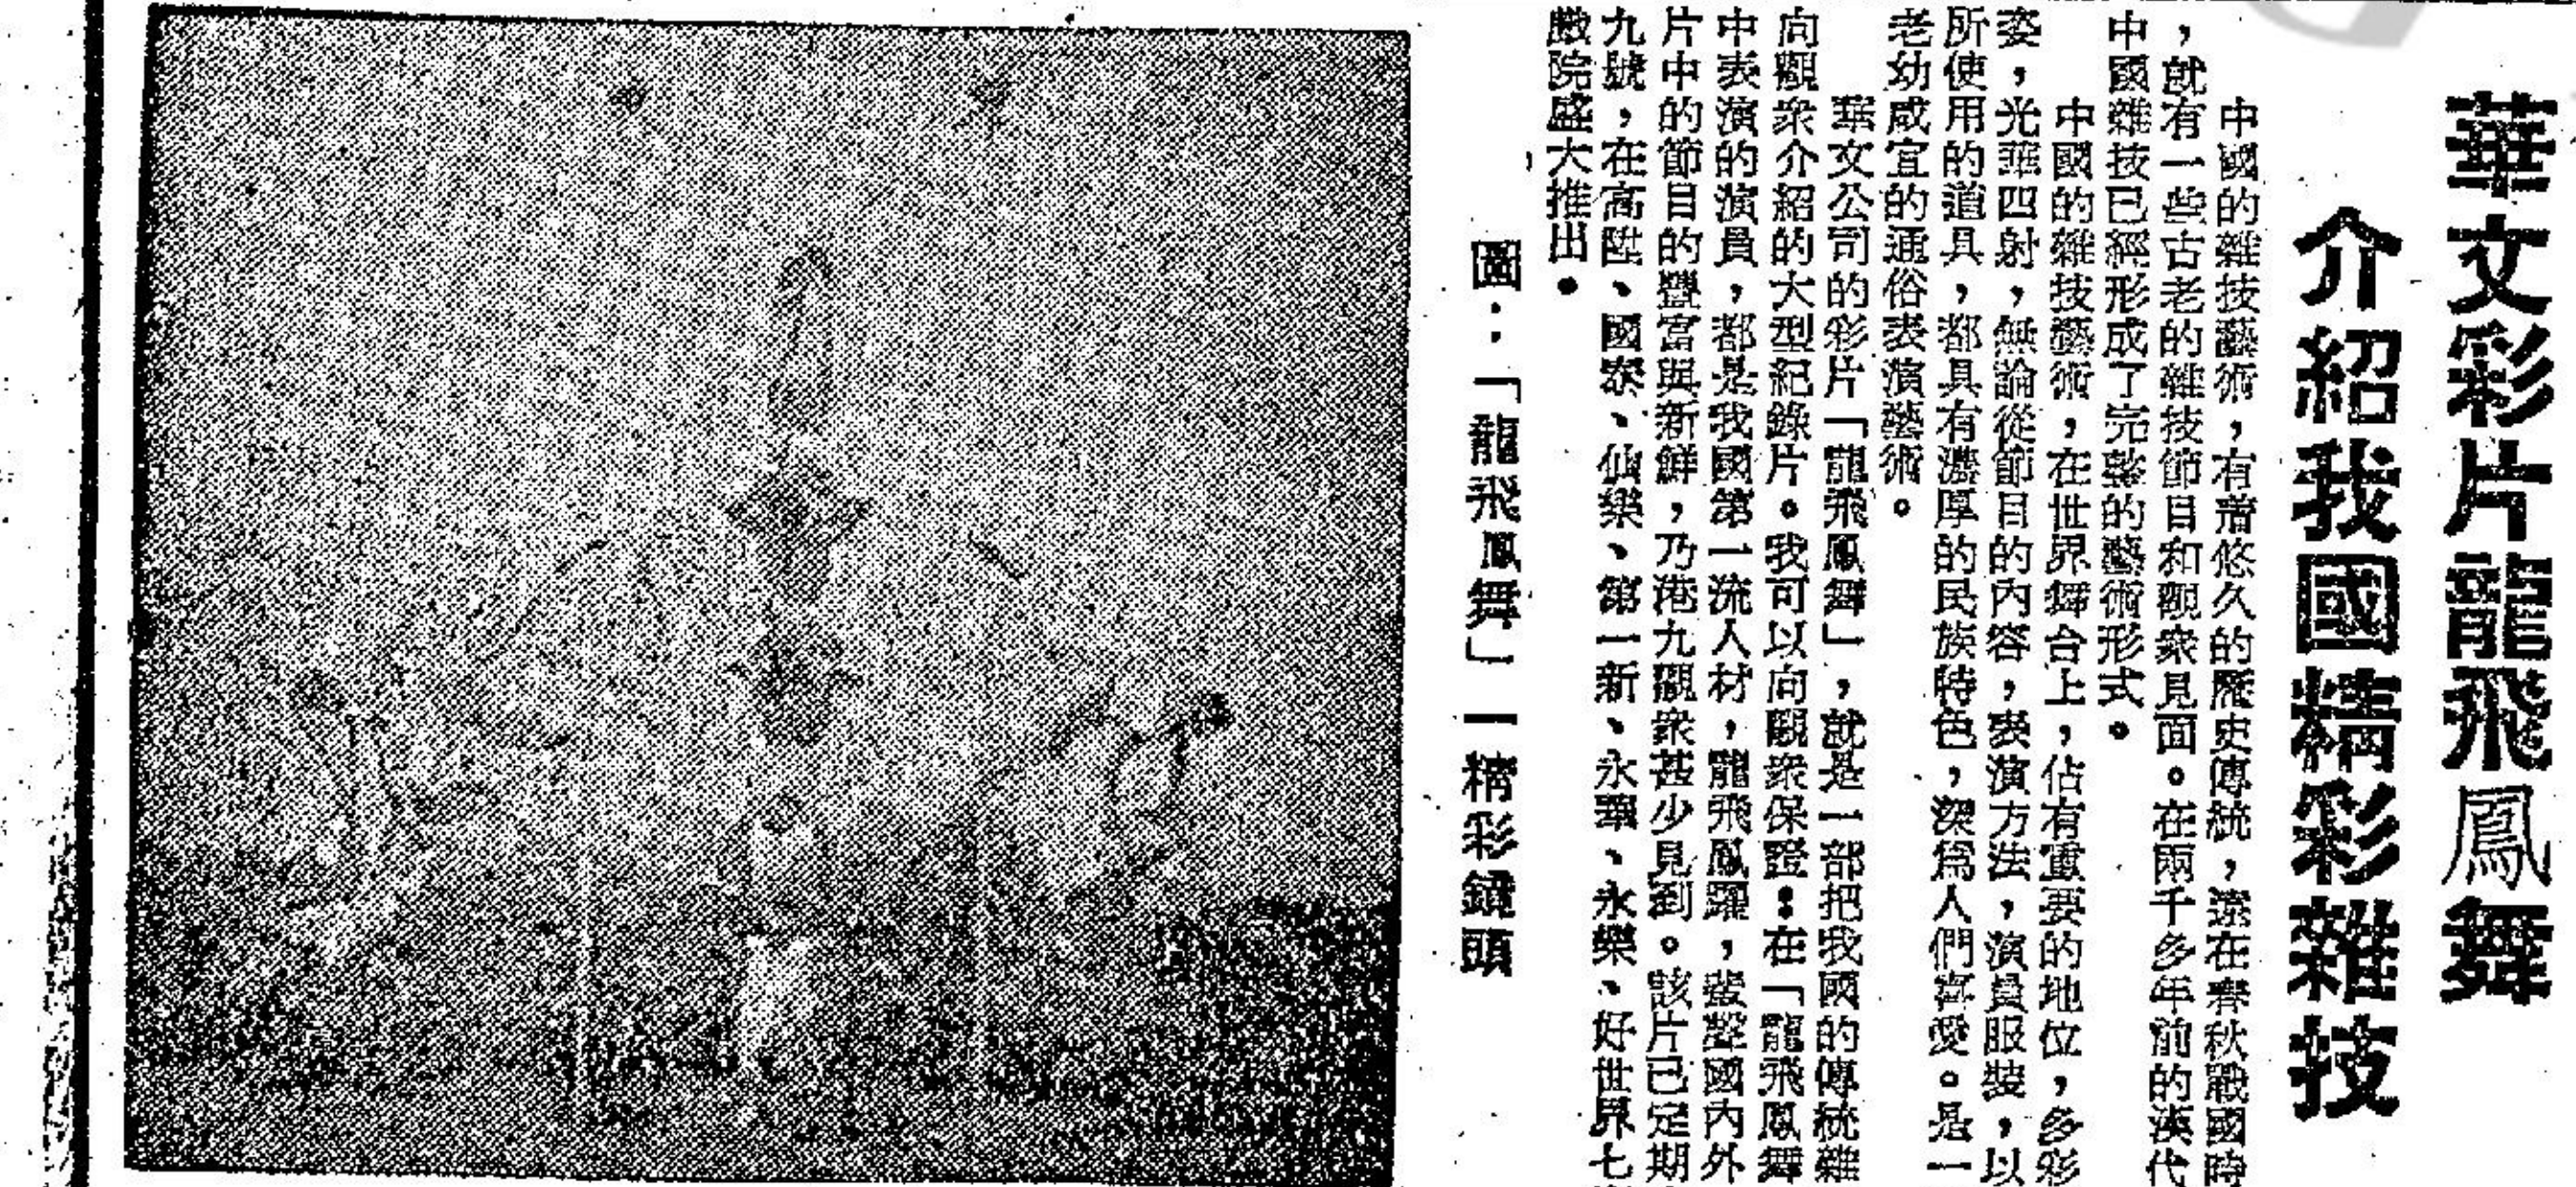 華文彩片龍飛鳳舞
介紹我國精彩雜技
中國的雜技藝術，有着悠久的歷史傳統，遠在春秋戰國時
，就有一些古老的雜技節目和觀衆見面。在兩千多年前的漢代
中國雜技已經形成了完整的藝術形式。
中國的雜技藝術，在世界舞台上，佔有重要的地位，多彩
姿，光華四射，無論從節目的內容，表演方法，演員服裝，以
所使用的道具，都具有濃厚的民族特色，深爲人們喜愛。是一
老幼咸宜的通俗表演藝術。
華文公司的彩片「龍飛鳳舞」，就是一部把我國的傳統雜
向觀衆介紹的大型紀錄片。我可以向觀衆保證：在「龍飛鳳舞
中表演的演員，都是我國第一流人材，龍飛鳳躍，蜚聲國內外
片中的節目的豐富與新鮮，乃港九觀衆甚少見到。該片已定期
九號，在高陞、國泰、仙樂、第一新、永華、永樂、好世界七
戲院盛大推出。
圖：「龍飛鳳舞」一精彩鏡頭